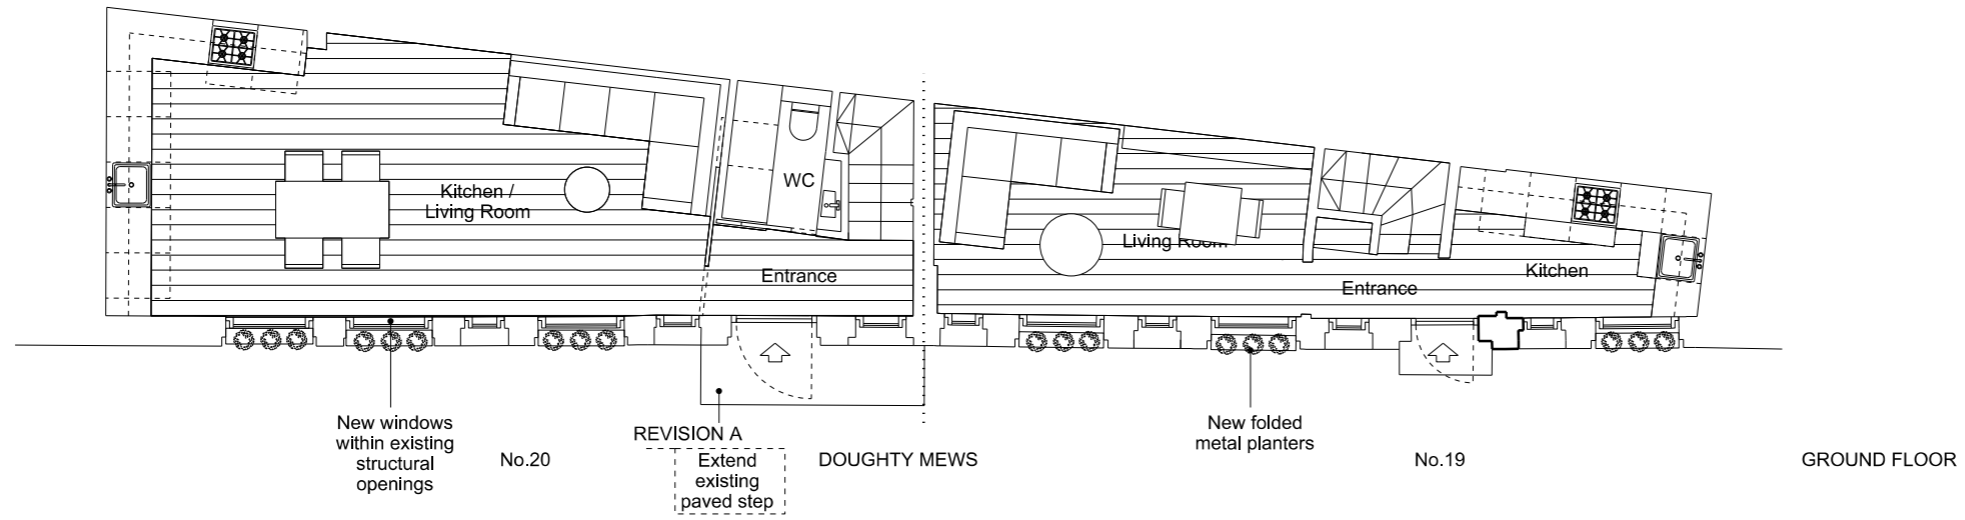 WC
Kitchen /
Living Room
Living Room
Entrance
Kitchen
Entrance
New windows
within existing
structural
openings
No.20
REVISION A
Extend
existing
paved step
DOUGHTY MEWS
New folded
metal planters
No.19
GROUND FLOOR